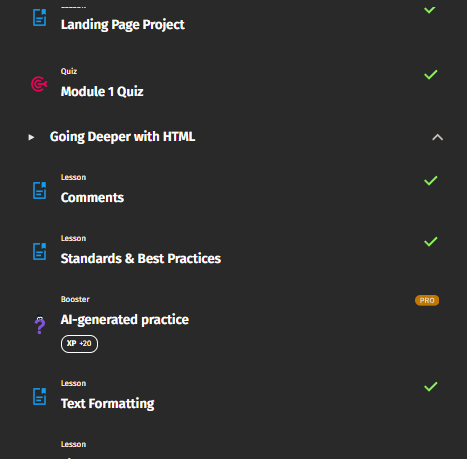 Landing Page Project
Quiz
Module 1 Quiz
Going Deeper with HTML
Lesson
Comments
Lesson
Standards & Best Practices
Booster
PRO
AI-generated practice
XP +20
Lesson
Text Formatting
Lesson